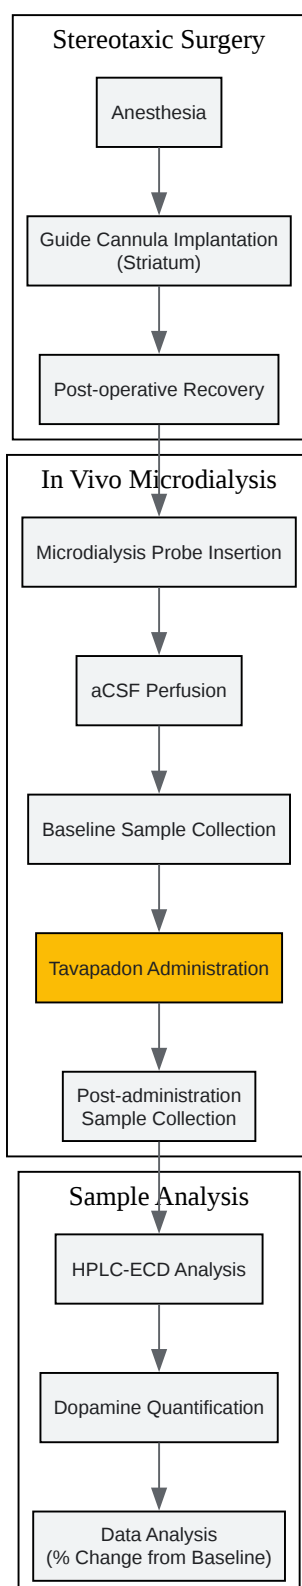 Stereotaxic Surgery
Anesthesia
Guide Cannula Implantation
(Striatum)
Post-operative Recovery
In Vivo Microdialysis
Microdialysis Probe Insertion
aCSF Perfusion
Baseline Sample Collection
Tavapadon Administration
Post-administration
Sample Collection
Sample Analysis
HPLC-ECD Analysis
Dopamine Quantification
Data Analysis
(% Change from Baseline)